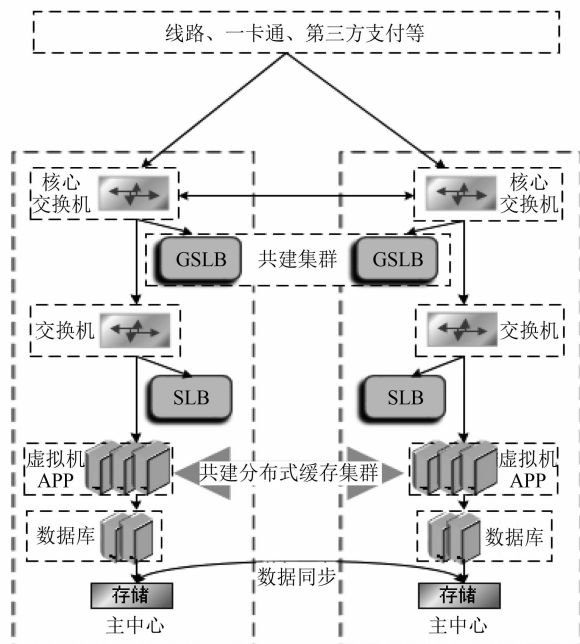 线路、一卡通、第三方支付等
核心
交换机
核心
交换机
GSLB
共建集群
GSLB
交换机
交换机
SLB
SLB
虚拟机
APP
共建分布式缓存集群
虚拟机
APP
数据库
数据库
数据同步
存储
存储
主中心
主中心